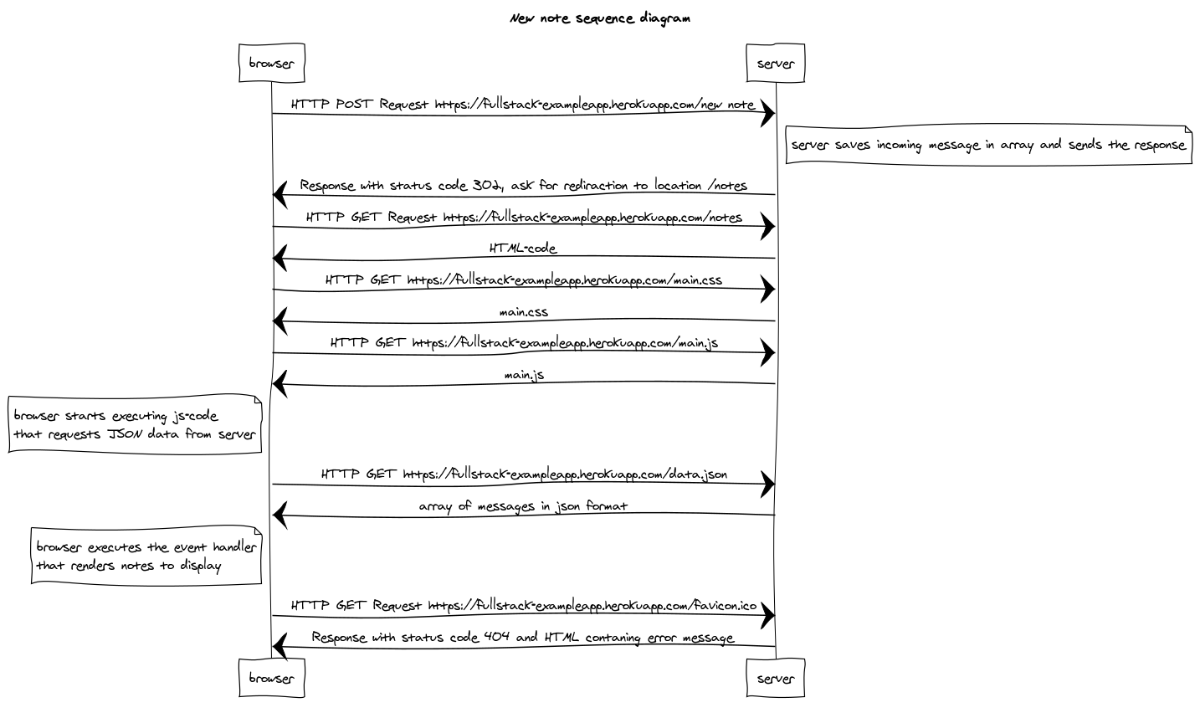 New note sequence diagram
browser
server
HTTP POST Request https://fullstack-exampleapp.herokuapp.com/new note
server saves incoming message in array and sends the response
Response with status code 302, ask for rediraction to location /notes
HTTP GET Request https://fullstack-exampleapp.herokuapp.com/notes
HTML-code
HTTP GET https://fullstack-exampleapp.herokuapp.com/main.css
main.css
HTTP GET https://fullstack-exampleapp.herokuapp.com/main.js
main.js
browser starts executing js-code
that requests JSON data from server
HTTP GET https://fullstack-exampleapp.herokuapp.com/data.json
array of messages in json format
browser executes the event handler
that renders notes to display
HTTP GET Request https://fullstack-exampleapp.herokuapp.com/favicon.ico
Response with status code 404 and HTML contaning error message
browser
server